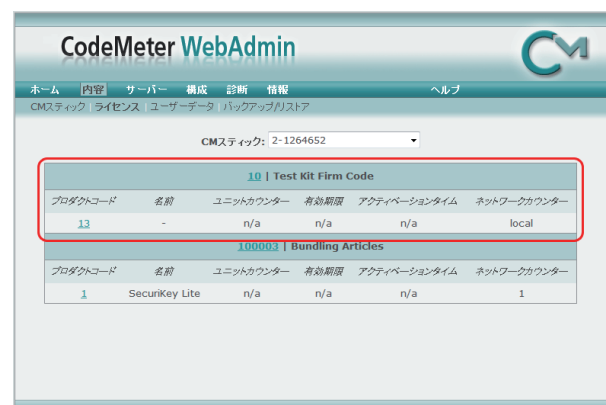 CodeMeter WebAdmin
CM
ホーム 内容 サーバー 構成 診断 情報 ヘルプ
CMスティック | ライセンス | ユーザーデータ | バックアップ/リストア
CMスティック: 2-1264652
10 | Test Kit Firm Code
プロダクトコード 名前 ユニットカウンター 有効期限 アクティベーションタイム ネットワークカウンター
13 - n/a n/a n/a local
100003 | Bundling Articles
プロダクトコード 名前 ユニットカウンター 有効期限 アクティベーションタイム ネットワークカウンター
1 SecuriKey Lite n/a n/a n/a 1